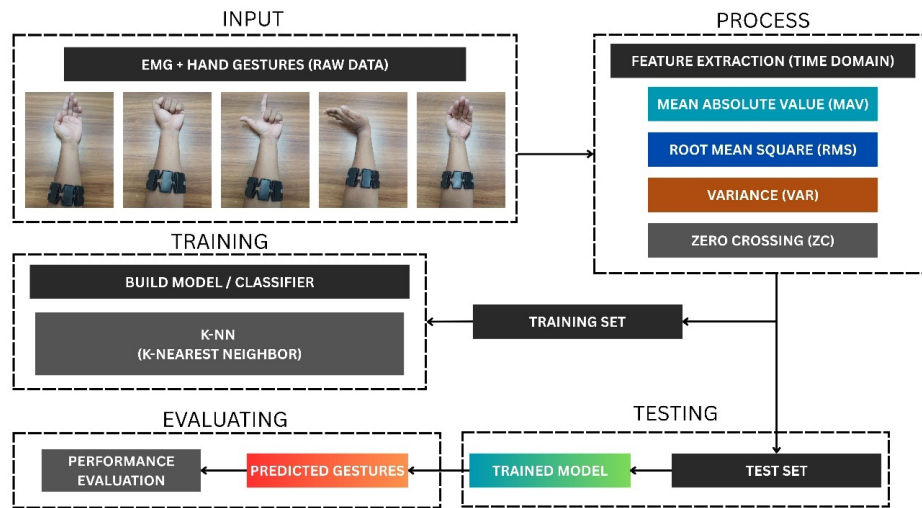 INPUT
EMG + HAND GESTURES (RAW DATA)
PROCESS
FEATURE EXTRACTION (TIME DOMAIN)
MEAN ABSOLUTE VALUE (MAV)
ROOT MEAN SQUARE (RMS)
VARIANCE (VAR)
ZERO CROSSING (ZC)
TRAINING
BUILD MODEL / CLASSIFIER
K-NN
(K-NEAREST NEIGHBOR)
TRAINING SET
EVALUATING
PERFORMANCE
EVALUATION
PREDICTED GESTURES
TESTING
TRAINED MODEL
TEST SET